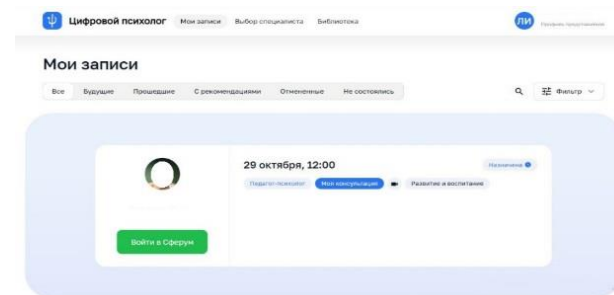 Цифровой психолог Мои записи Выбор специалиста Библиотека ЛИ
Мои записи
Все Будущие Прошедшие С рекомендациями Отмененные Не состоялись Фильтр
29 октября, 12:00 Назначена
Педагог-психолог Моя консультация Развитие и воспитание
Войти в Сферум